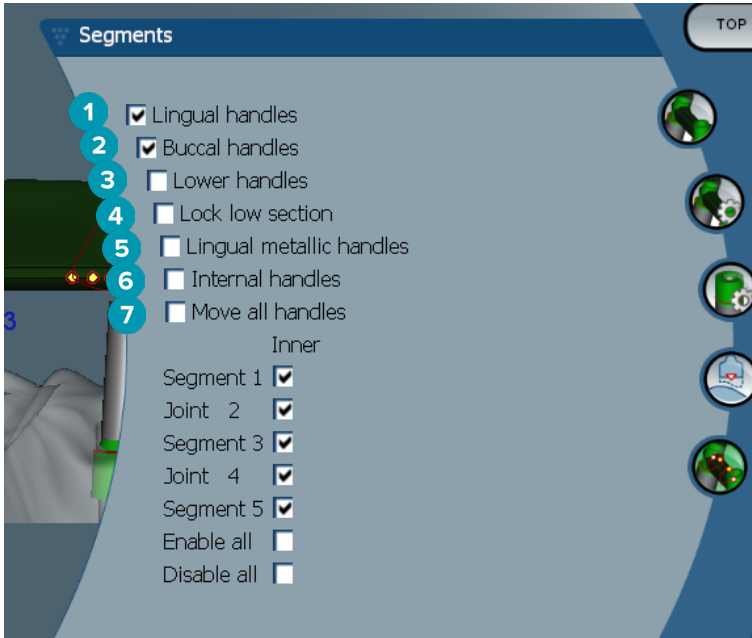 Segments
TOP
1 Lingual handles
2 Buccal handles
3 Lower handles
4 Lock low section
5 Lingual metallic handles
6 Internal handles
7 Move all handles
3
Inner
Segment 1
Joint 2
Segment 3
Joint 4
Segment 5
Enable all
Disable all